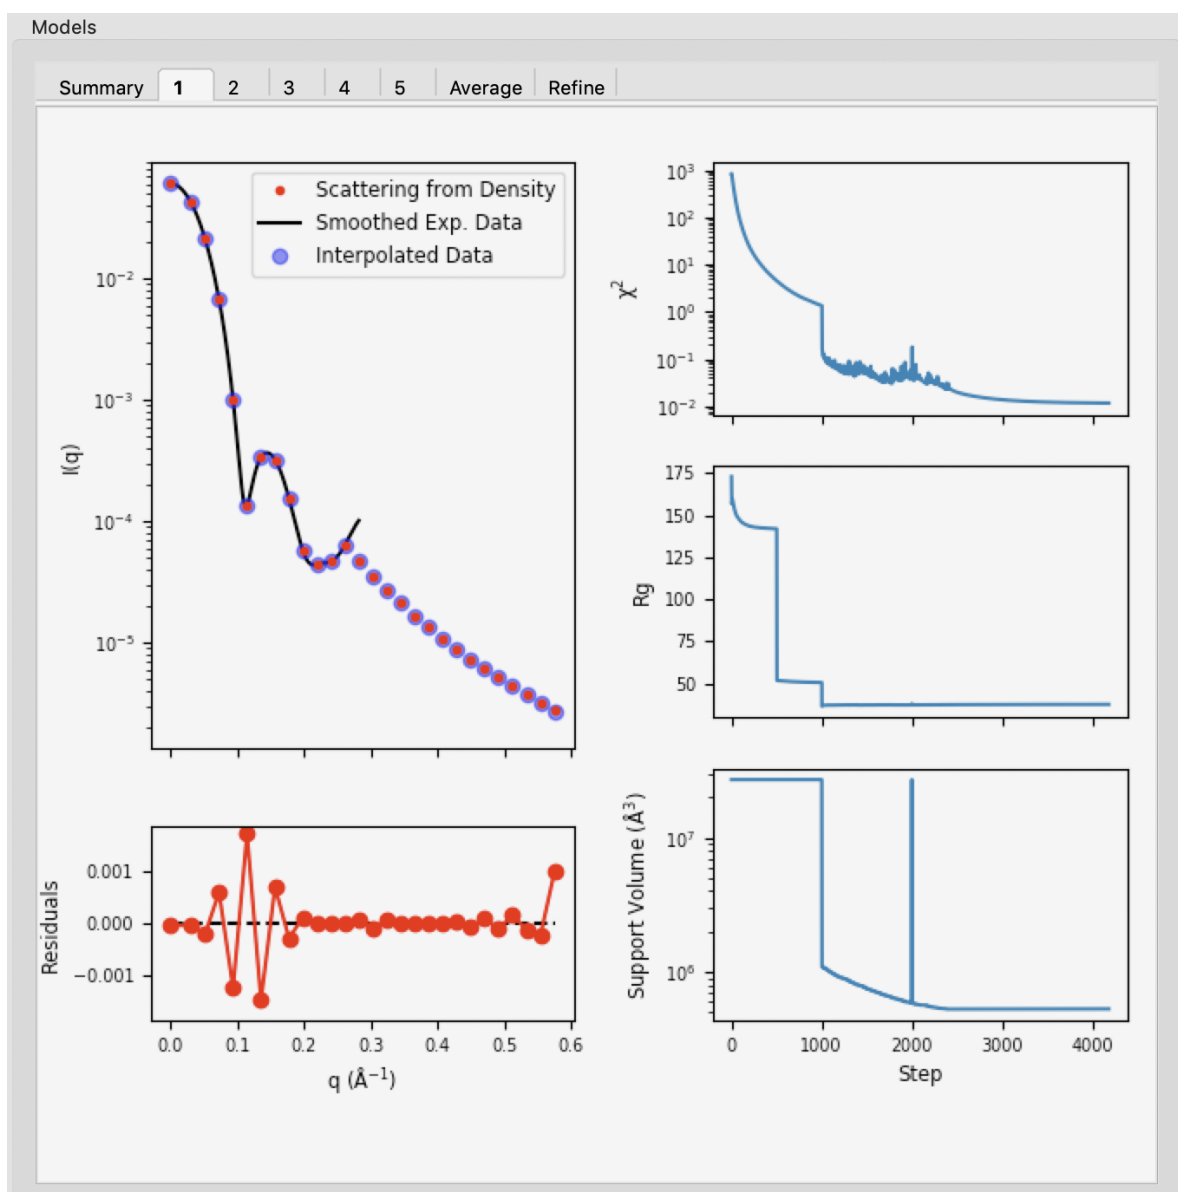 Models
Summary 1 2 3 4 5 Average Refine
Scattering from Density
Smoothed Exp. Data
Interpolated Data
I(q)
10⁻²
10⁻³
10⁻⁴
10⁻⁵
Residuals
0.001
0.000
−0.001
0.0 0.1 0.2 0.3 0.4 0.5 0.6
q (Å⁻¹)
χ²
10³
10²
10¹
10⁰
10⁻¹
10⁻²
Rg
175
150
125
100
75
50
Support Volume (Å³)
10⁷
10⁶
0 1000 2000 3000 4000
Step